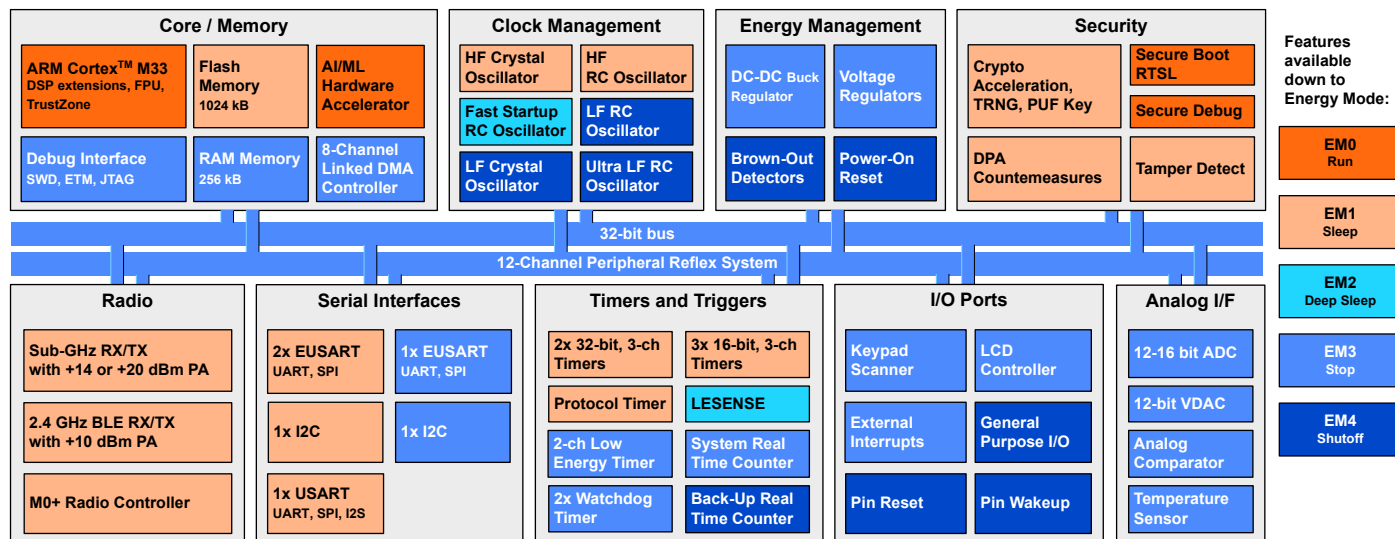 Core / Memory
ARM Cortex™ M33
DSP extensions, FPU,
TrustZone
Flash
Memory
1024 kB
AI/ML
Hardware
Accelerator
Debug Interface
SWD, ETM, JTAG
RAM Memory
256 kB
8-Channel
Linked DMA
Controller
Clock Management
HF Crystal
Oscillator
HF
RC Oscillator
Fast Startup
RC Oscillator
LF RC
Oscillator
LF Crystal
Oscillator
Ultra LF RC
Oscillator
Energy Management
DC-DC Buck
Regulator
Voltage
Regulators
Brown-Out
Detectors
Power-On
Reset
Security
Crypto
Acceleration,
TRNG, PUF Key
Secure Boot
RTSL
Secure Debug
DPA
Countemeasures
Tamper Detect
Features
available
down to
Energy Mode:
EM0
Run
EM1
Sleep
EM2
Deep Sleep
EM3
Stop
EM4
Shutoff
32-bit bus
12-Channel Peripheral Reflex System
Radio
Sub-GHz RX/TX
with +14 or +20 dBm PA
2.4 GHz BLE RX/TX
with +10 dBm PA
M0+ Radio Controller
Serial Interfaces
2x EUSART
UART, SPI
1x EUSART
UART, SPI
1x I2C
1x I2C
1x USART
UART, SPI, I2S
Timers and Triggers
2x 32-bit, 3-ch
Timers
3x 16-bit, 3-ch
Timers
Protocol Timer
LESENSE
2-ch Low
Energy Timer
System Real
Time Counter
2x Watchdog
Timer
Back-Up Real
Time Counter
I/O Ports
Keypad
Scanner
LCD
Controller
External
Interrupts
General
Purpose I/O
Pin Reset
Pin Wakeup
Analog I/F
12-16 bit ADC
12-bit VDAC
Analog
Comparator
Temperature
Sensor